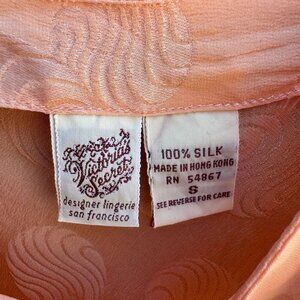 Victoria's
Secret
designer lingerie
san francisco
100% SILK
MADE IN HONG KONG
RN 54867
S
SEE REVERSE FOR CARE